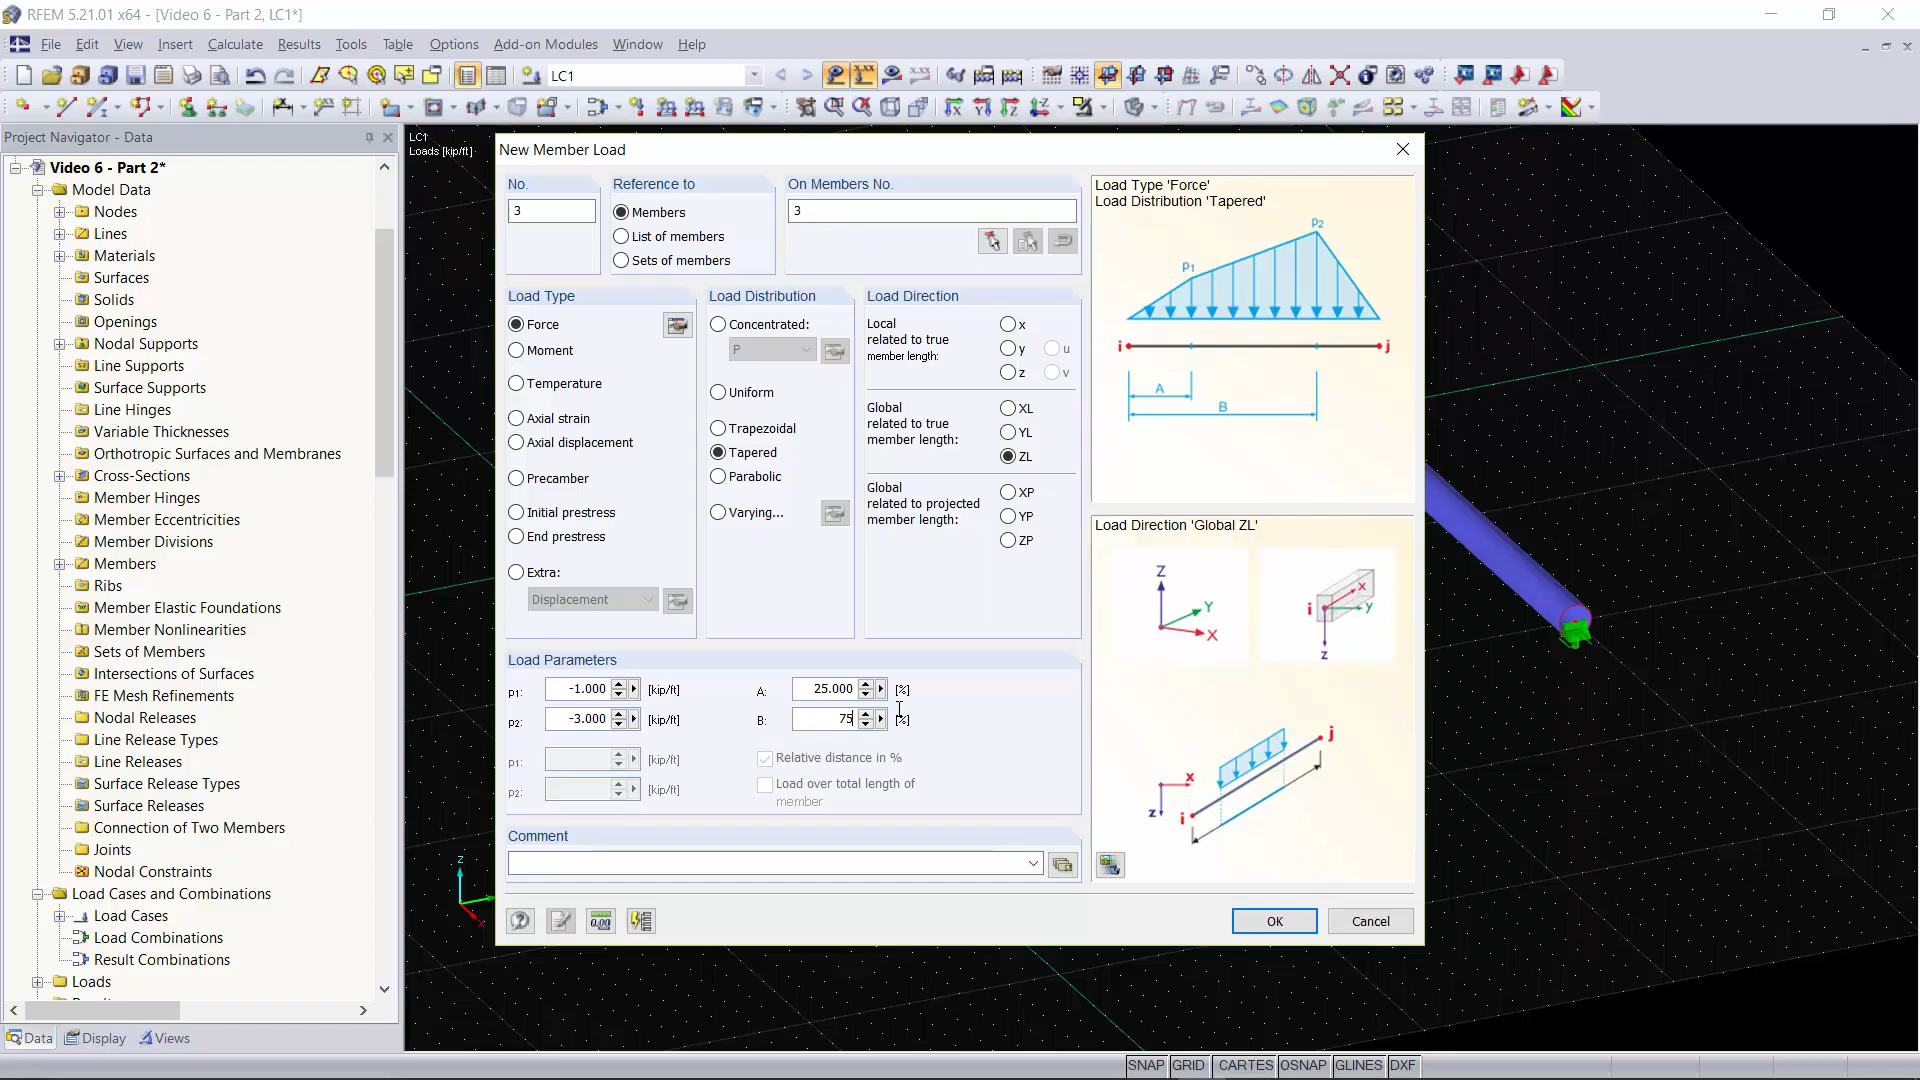 RFEM 5.21.01 x64 - [Video 6 - Part 2, LC1*]
File Edit View Insert Calculate Results Tools Table Options Add-on Modules Window Help
LC1
Project Navigator - Data
Video 6 - Part 2*
Model Data
Nodes
Lines
Materials
Surfaces
Solids
Openings
Nodal Supports
Line Supports
Surface Supports
Line Hinges
Variable Thicknesses
Orthotropic Surfaces and Membranes
Cross-Sections
Member Hinges
Member Eccentricities
Member Divisions
Members
Ribs
Member Elastic Foundations
Member Nonlinearities
Sets of Members
Intersections of Surfaces
FE Mesh Refinements
Nodal Releases
Line Release Types
Line Releases
Surface Release Types
Surface Releases
Connection of Two Members
Joints
Nodal Constraints
Load Cases and Combinations
Load Cases
Load Combinations
Result Combinations
Loads
Data Display Views
LC1
Loads [kip/ft]
z
x
New Member Load
No.
3
Reference to
Members
List of members
Sets of members
On Members No.
3
Load Type
Force
Moment
Temperature
Axial strain
Axial displacement
Precamber
Initial prestress
End prestress
Extra:
Displacement
Load Distribution
Concentrated:
P
Uniform
Trapezoidal
Tapered
Parabolic
Varying...
Load Direction
Local
related to true
member length:
x
y u
z v
Global
related to true
member length:
XL
YL
ZL
Global
related to projected
member length:
XP
YP
ZP
Load Parameters
p1: -1.000 [kip/ft] A: 25.000 [%]
p2: -3.000 [kip/ft] B: 75 [%]
p1: [kip/ft] Relative distance in %
p2: [kip/ft] Load over total length of
member
Comment
Load Type 'Force'
Load Distribution 'Tapered'
p2
p1
i j
A
B
Load Direction 'Global ZL'
Z
Y
X
x
i y
z
j
x
z i
0,00
OK Cancel
SNAP GRID CARTES OSNAP GLINES DXF